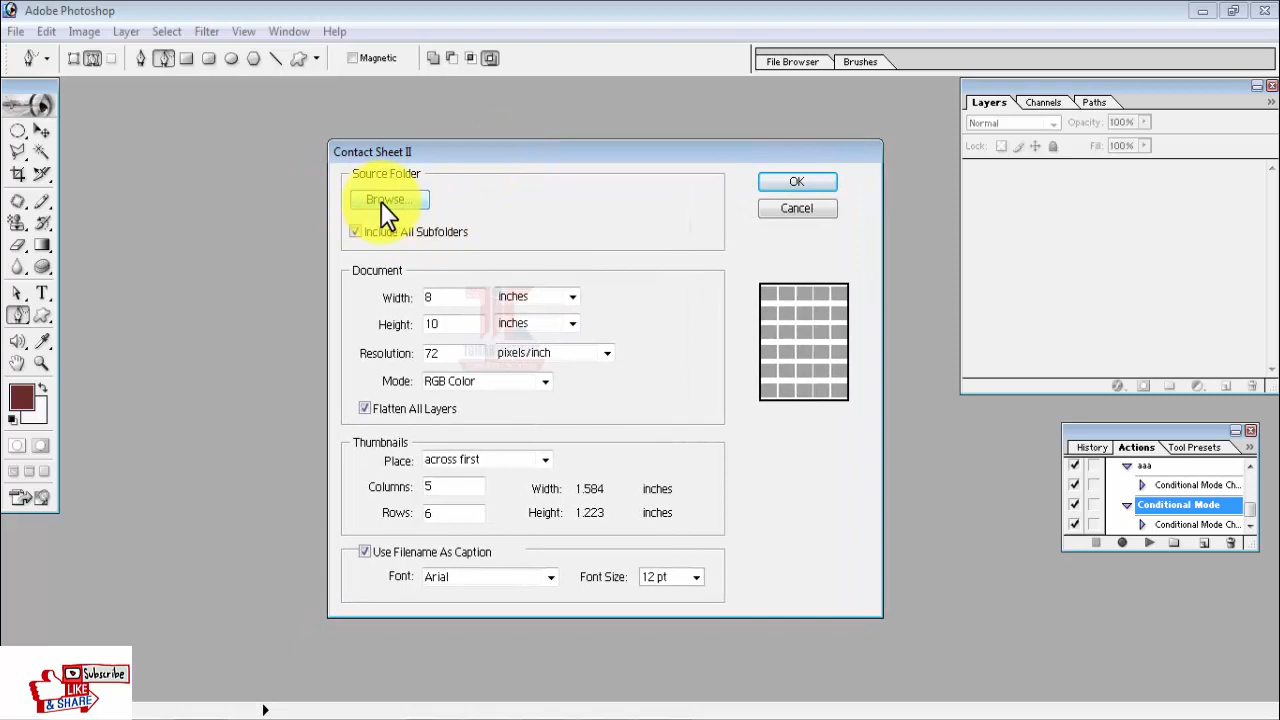 Adobe Photoshop
File Edit Image Layer Select Filter View Window Help
Magnetic
File Browser Brushes
Layers Channels Paths
Normal Opacity: 100%
Lock: Fill: 100%
Contact Sheet II
Source Folder
Browse...
Include All Subfolders
OK
Cancel
Document
Width: 8 inches
Height: 10 inches
Resolution: 72 pixels/inch
Mode: RGB Color
Flatten All Layers
Thumbnails
Place: across first
Columns: 5 Width: 1.584 inches
Rows: 6 Height: 1.223 inches
Use Filename As Caption
Font: Arial Font Size: 12 pt
History Actions Tool Presets
aaa
Conditional Mode Ch...
Conditional Mode
Conditional Mode Ch...
Subscribe
LIKE
& SHARE